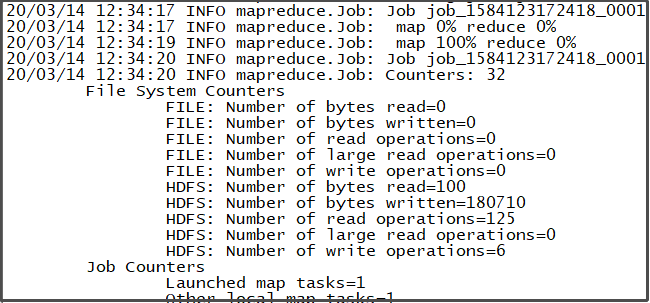 20/03/14 12:34:17 INFO mapreduce.Job: Job job_1584123172418_0001
20/03/14 12:34:17 INFO mapreduce.Job:  map 0% reduce 0%
20/03/14 12:34:19 INFO mapreduce.Job:  map 100% reduce 0%
20/03/14 12:34:20 INFO mapreduce.Job: Job job_1584123172418_0001
20/03/14 12:34:20 INFO mapreduce.Job: Counters: 32
File System Counters
FILE: Number of bytes read=0
FILE: Number of bytes written=0
FILE: Number of read operations=0
FILE: Number of large read operations=0
FILE: Number of write operations=0
HDFS: Number of bytes read=100
HDFS: Number of bytes written=180710
HDFS: Number of read operations=125
HDFS: Number of large read operations=0
HDFS: Number of write operations=6
Job Counters
Launched map tasks=1
Other local map tasks=1